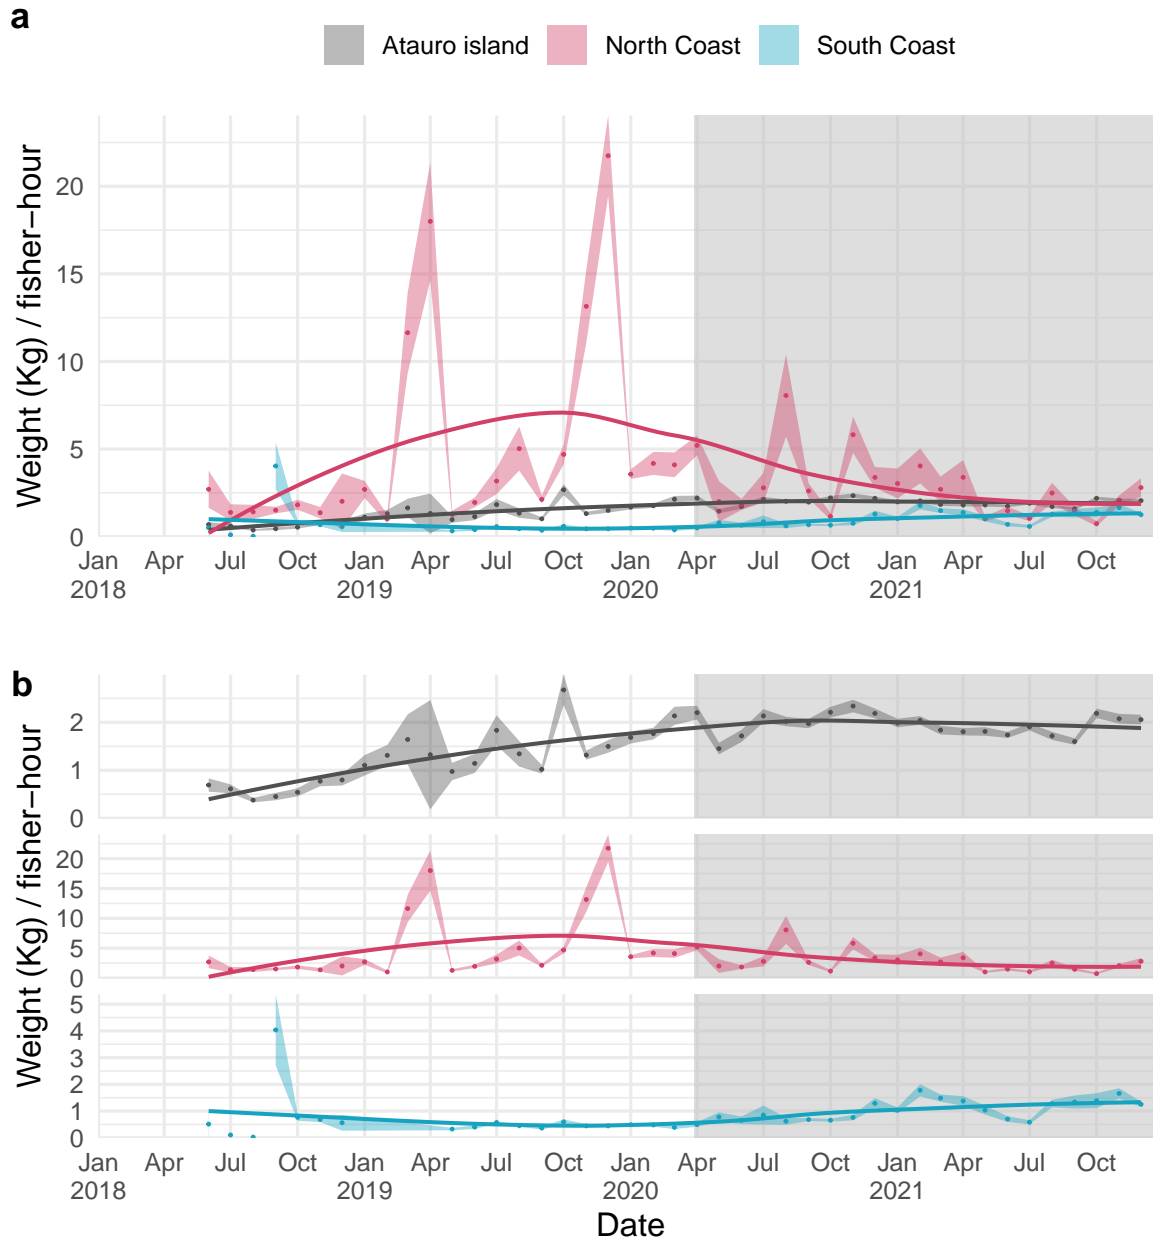 a
Atauro island North Coast South Coast
Weight (Kg) / fisher−hour
20
15
10
5
0
Jan Apr Jul Oct Jan Apr Jul Oct Jan Apr Jul Oct Jan Apr Jul Oct
2018 2019 2020 2021
b
Weight (Kg) / fisher−hour
2
1
0
20
15
10
5
0
5
4
3
2
1
0
Jan Apr Jul Oct Jan Apr Jul Oct Jan Apr Jul Oct Jan Apr Jul Oct
2018 2019 2020 2021
Date